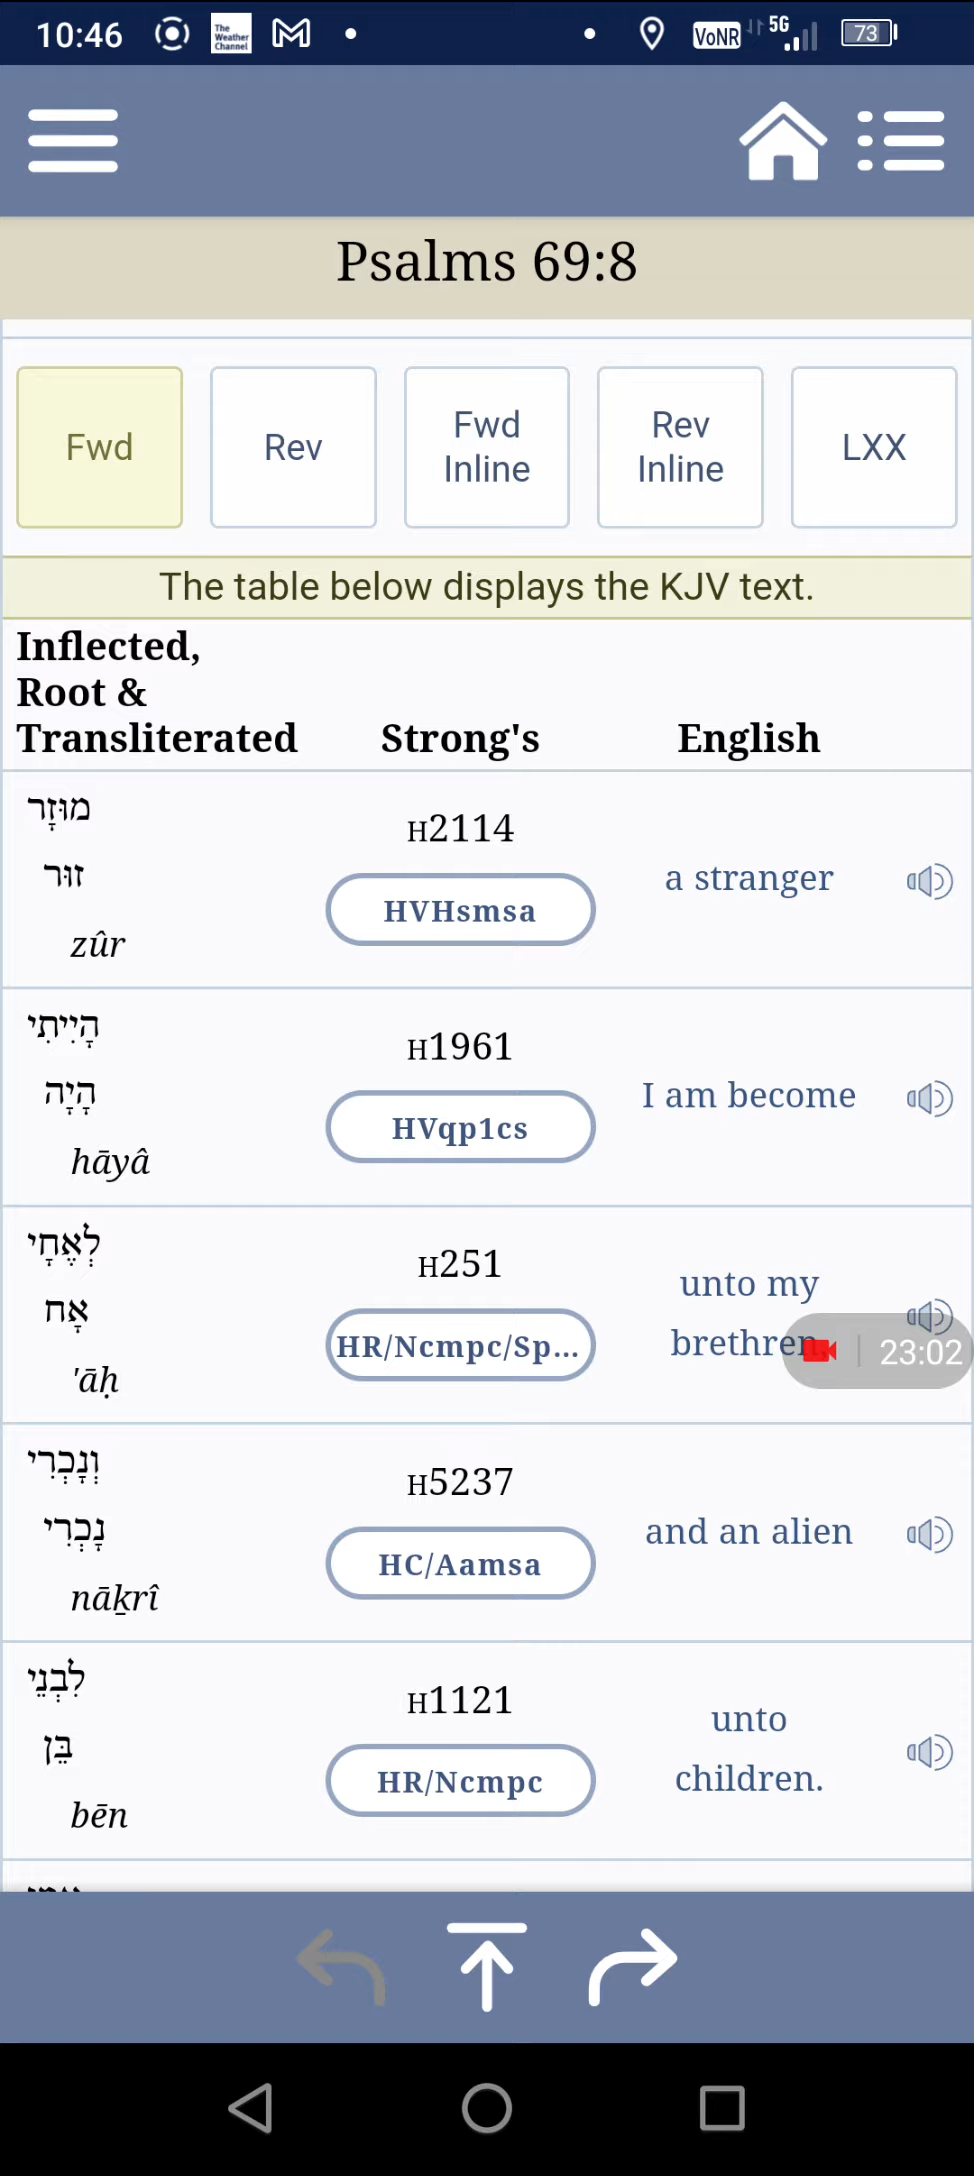 10:46 The Weather Channel VoNR 5G 73
Psalms 69:8
Fwd Rev Fwd Inline Rev Inline LXX
The table below displays the KJV text.
Inflected,
Root &
Transliterated Strong's English
מוּזָר
זוּר
zûr
H2114
HVHsmsa
a stranger
הָיִיתִי
הָיָה
hāyâ
H1961
HVqp1cs
I am become
לְאֶחָי
אָח
'āḥ
H251
HR/Ncmpc/Sp...
unto my
brethren,
23:02
וְנָכְרִי
נָכְרִי
nāḵrî
H5237
HC/Aamsa
and an alien
לִבְנֵי
בֵּן
bēn
H1121
HR/Ncmpc
unto
children.